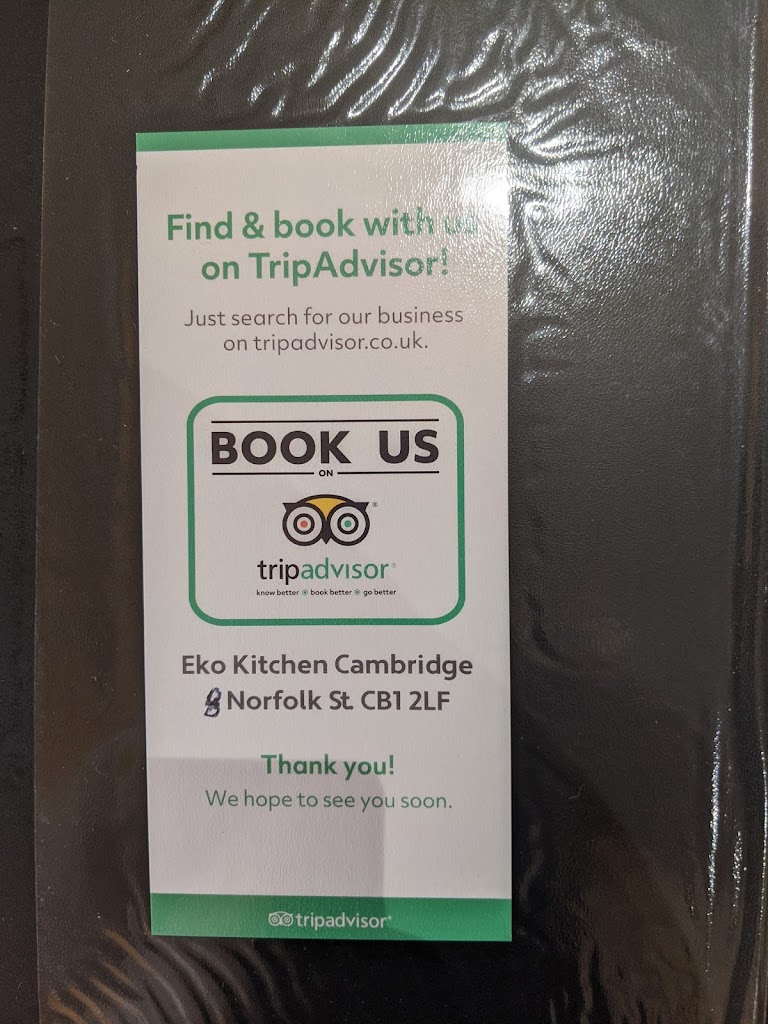 Find & book with us
on TripAdvisor!
Just search for our business
on tripadvisor.co.uk.
BOOK US
ON
tripadvisor®
know better book better go better
Eko Kitchen Cambridge
Norfolk St. CB1 2LF
Thank you!
We hope to see you soon.
tripadvisor®